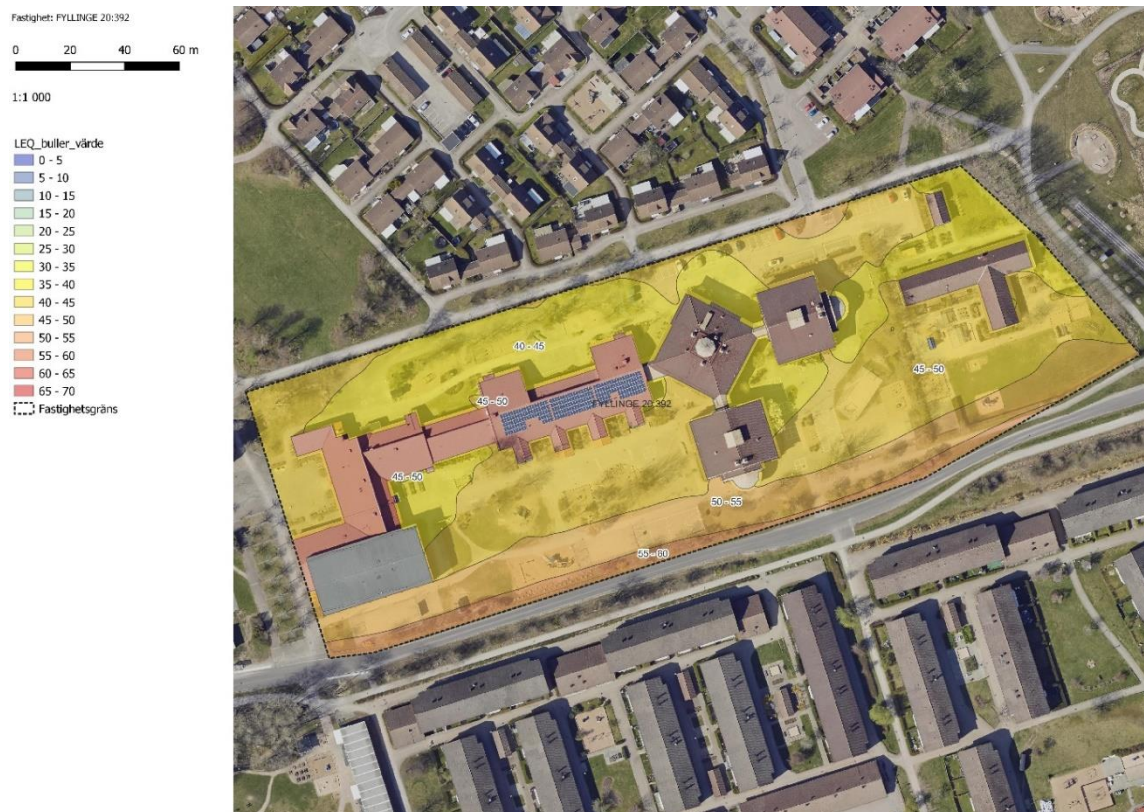 Fastighet: FYLLINGE 20:392
0 20 40 60 m
1:1 000
LEQ_buller_värde
0 - 5
5 - 10
10 - 15
15 - 20
20 - 25
25 - 30
30 - 35
35 - 40
40 - 45
45 - 50
50 - 55
55 - 60
60 - 65
65 - 70
Fastighetsgräns
40 - 45
45 - 50
45 - 50
FYLLINGE 20:392
45 - 50
50 - 55
55 - 60